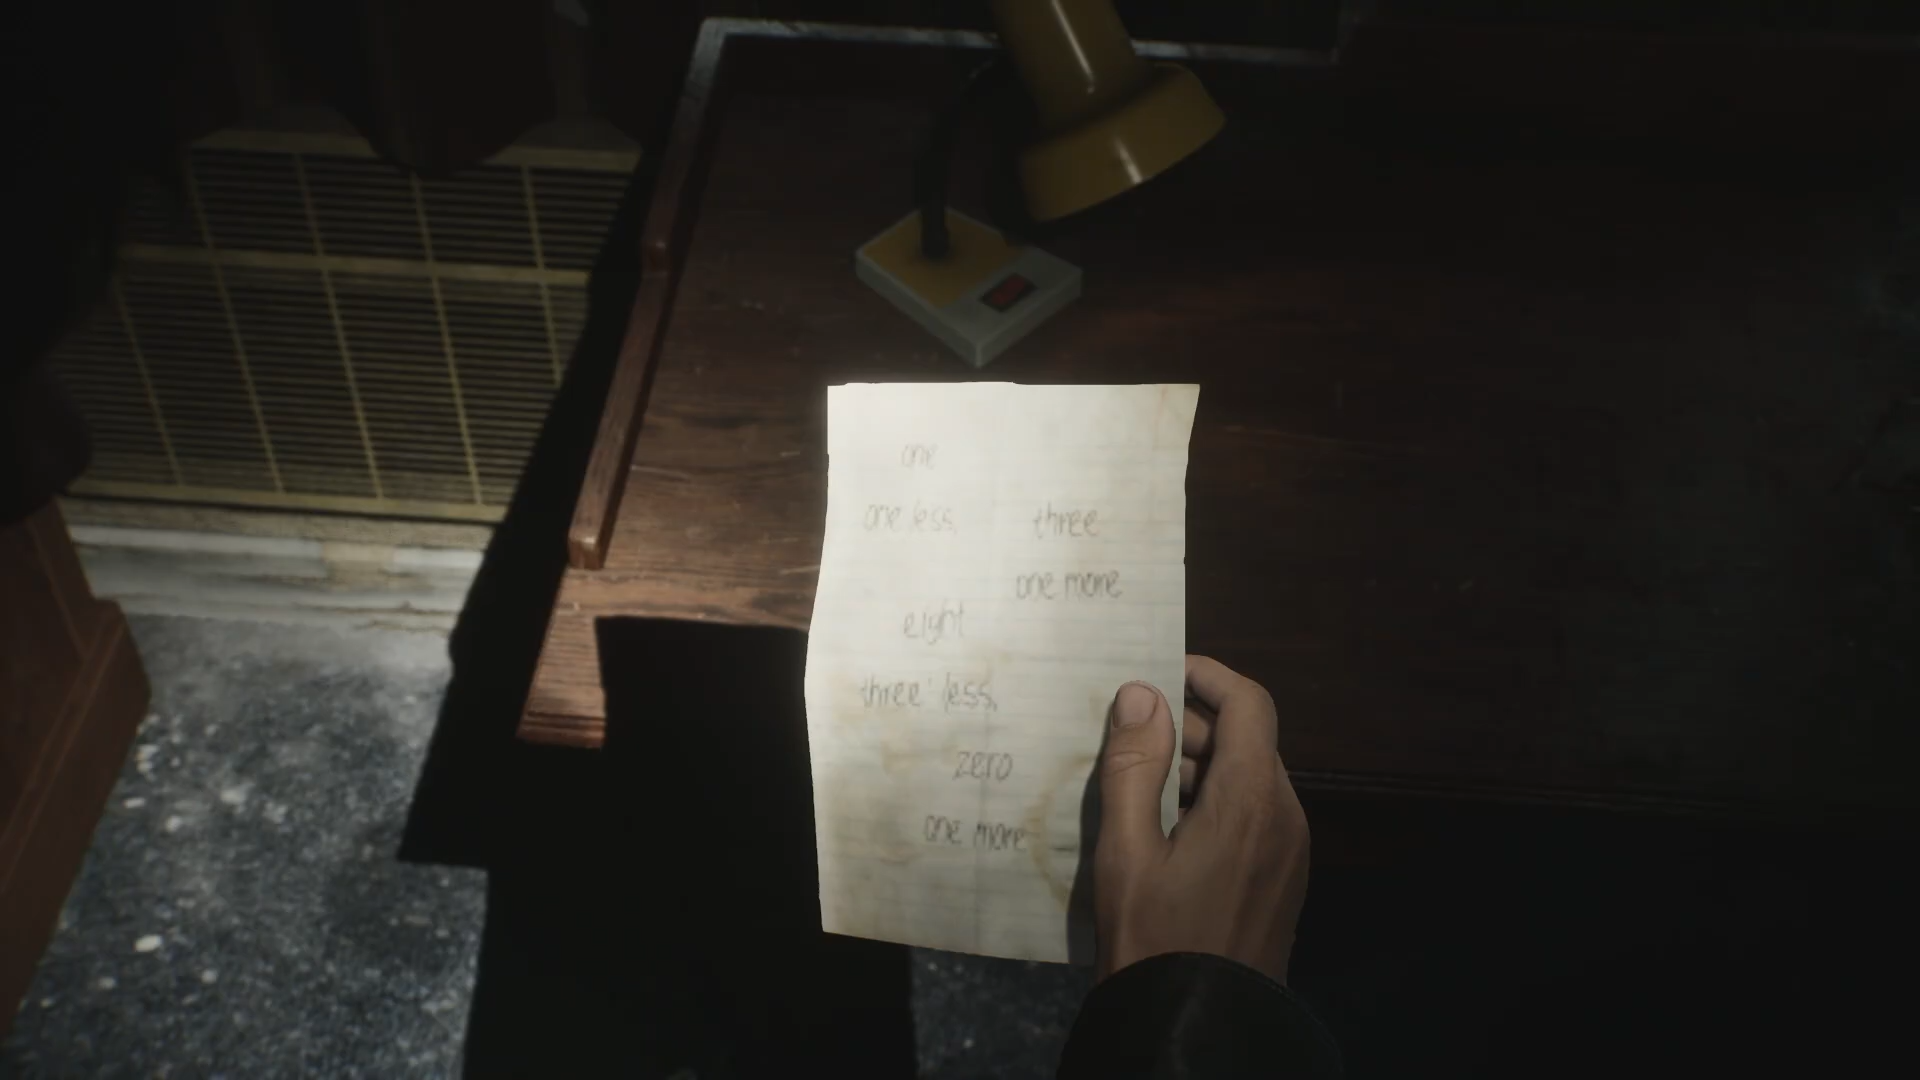 one
one less, three
one more
eight
three less,
zero
one more